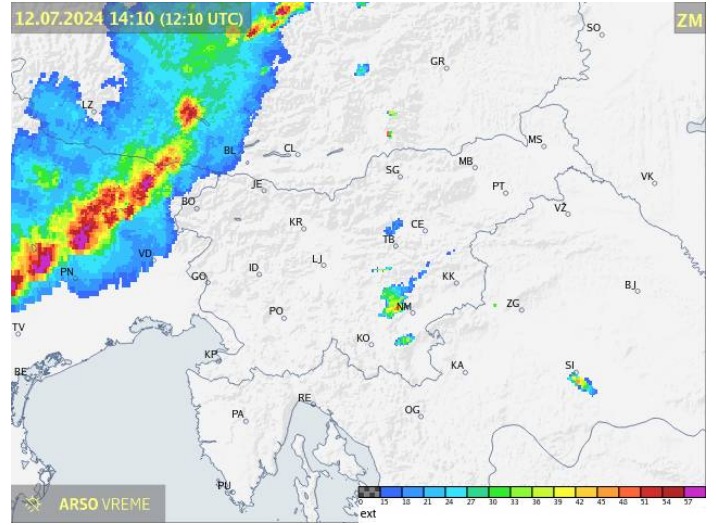 12.07.2024 14:10 (12:10 UTC)
ZM
SO
GR
LZ
BL
CL
MS
MB
SG
VK
JE
PT
BO
VŽ
KR
CE
TB
VD
LJ
PN
ID
GO
KK
BJ
NM
ZG
PO
TV
KO
KP
BE
KA
SI
RE
PA
OG
PU
ARSO VREME
0 15 18 21 24 27 30 33 36 39 42 45 48 51 54 57
ext